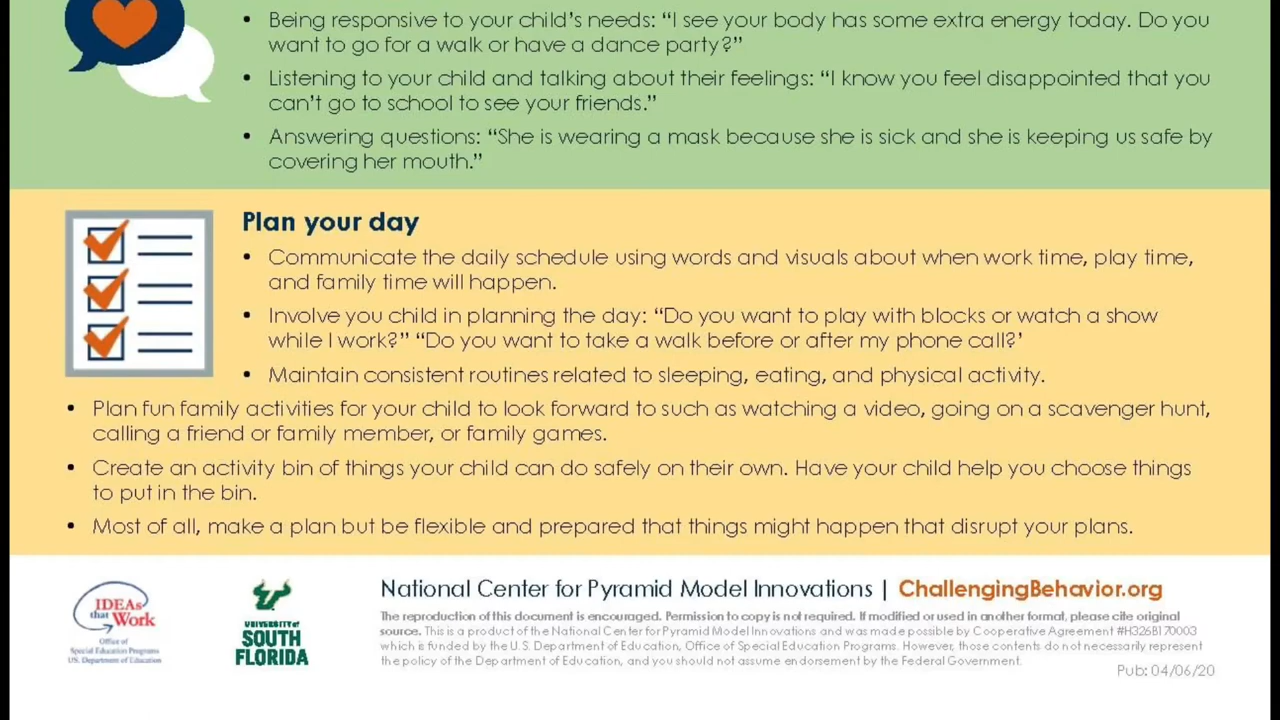 • Being responsive to your child’s needs: “I see your body has some extra energy today. Do you
want to go for a walk or have a dance party?”
• Listening to your child and talking about their feelings: “I know you feel disappointed that you
can’t go to school to see your friends.”
• Answering questions: “She is wearing a mask because she is sick and she is keeping us safe by
covering her mouth.”
Plan your day
• Communicate the daily schedule using words and visuals about when work time, play time,
and family time will happen.
• Involve you child in planning the day: “Do you want to play with blocks or watch a show
while I work?” “Do you want to take a walk before or after my phone call?’
• Maintain consistent routines related to sleeping, eating, and physical activity.
• Plan fun family activities for your child to look forward to such as watching a video, going on a scavenger hunt,
calling a friend or family member, or family games.
• Create an activity bin of things your child can do safely on their own. Have your child help you choose things
to put in the bin.
• Most of all, make a plan but be flexible and prepared that things might happen that disrupt your plans.
IDEAs
that Work
Office of
Special Education Programs
U.S. Department of Education
UNIVERSITY OF
SOUTH
FLORIDA
National Center for Pyramid Model Innovations | ChallengingBehavior.org
The reproduction of this document is encouraged. Permission to copy is not required. If modified or used in another format, please cite original
source. This is a product of the National Center for Pyramid Model Innovations and was made possible by Cooperative Agreement #H326B170003
which is funded by the U.S. Department of Education, Office of Special Education Programs. However, those contents do not necessarily represent
the policy of the Department of Education, and you should not assume endorsement by the Federal Government.
Pub: 04/06/20